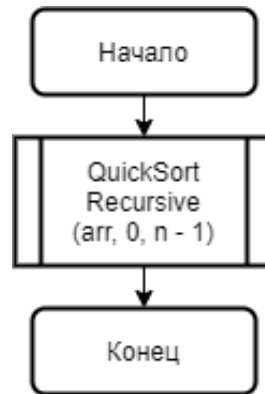 Начало
QuickSort
Recursive
(arr, 0, n - 1)
Конец